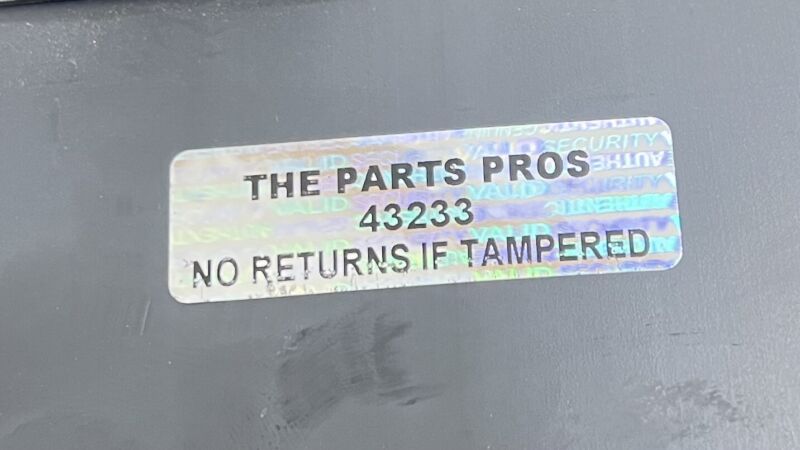 THE PARTS PROS
43233
NO RETURNS IF TAMPERED